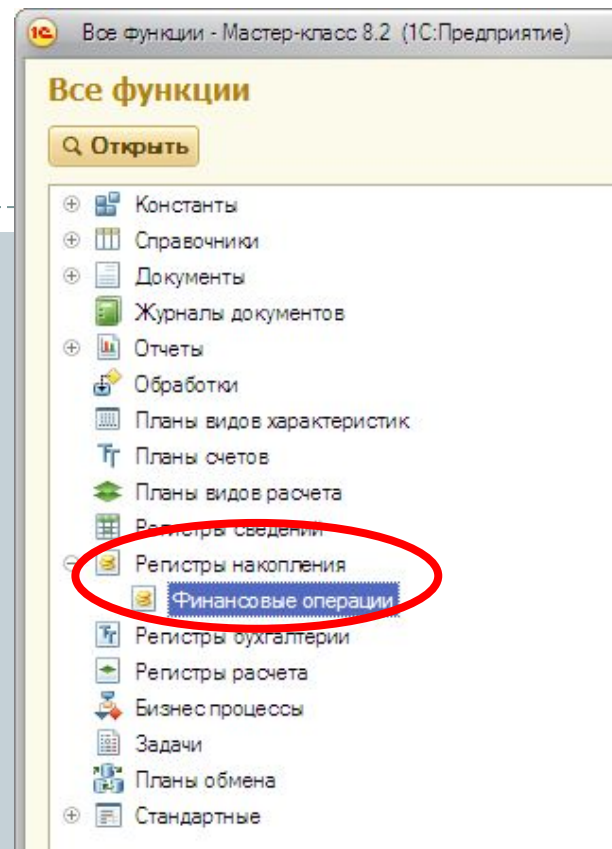 1С Все функции - Мастер-класс 8.2 (1С:Предприятие)
Все функции
Открыть
Константы
Справочники
Документы
Журналы документов
Отчеты
Обработки
Планы видов характеристик
Планы счетов
Планы видов расчета
Регистры сведений
Регистры накопления
Финансовые операции
Регистры бухгалтерии
Регистры расчета
Бизнес процессы
Задачи
Планы обмена
Стандартные